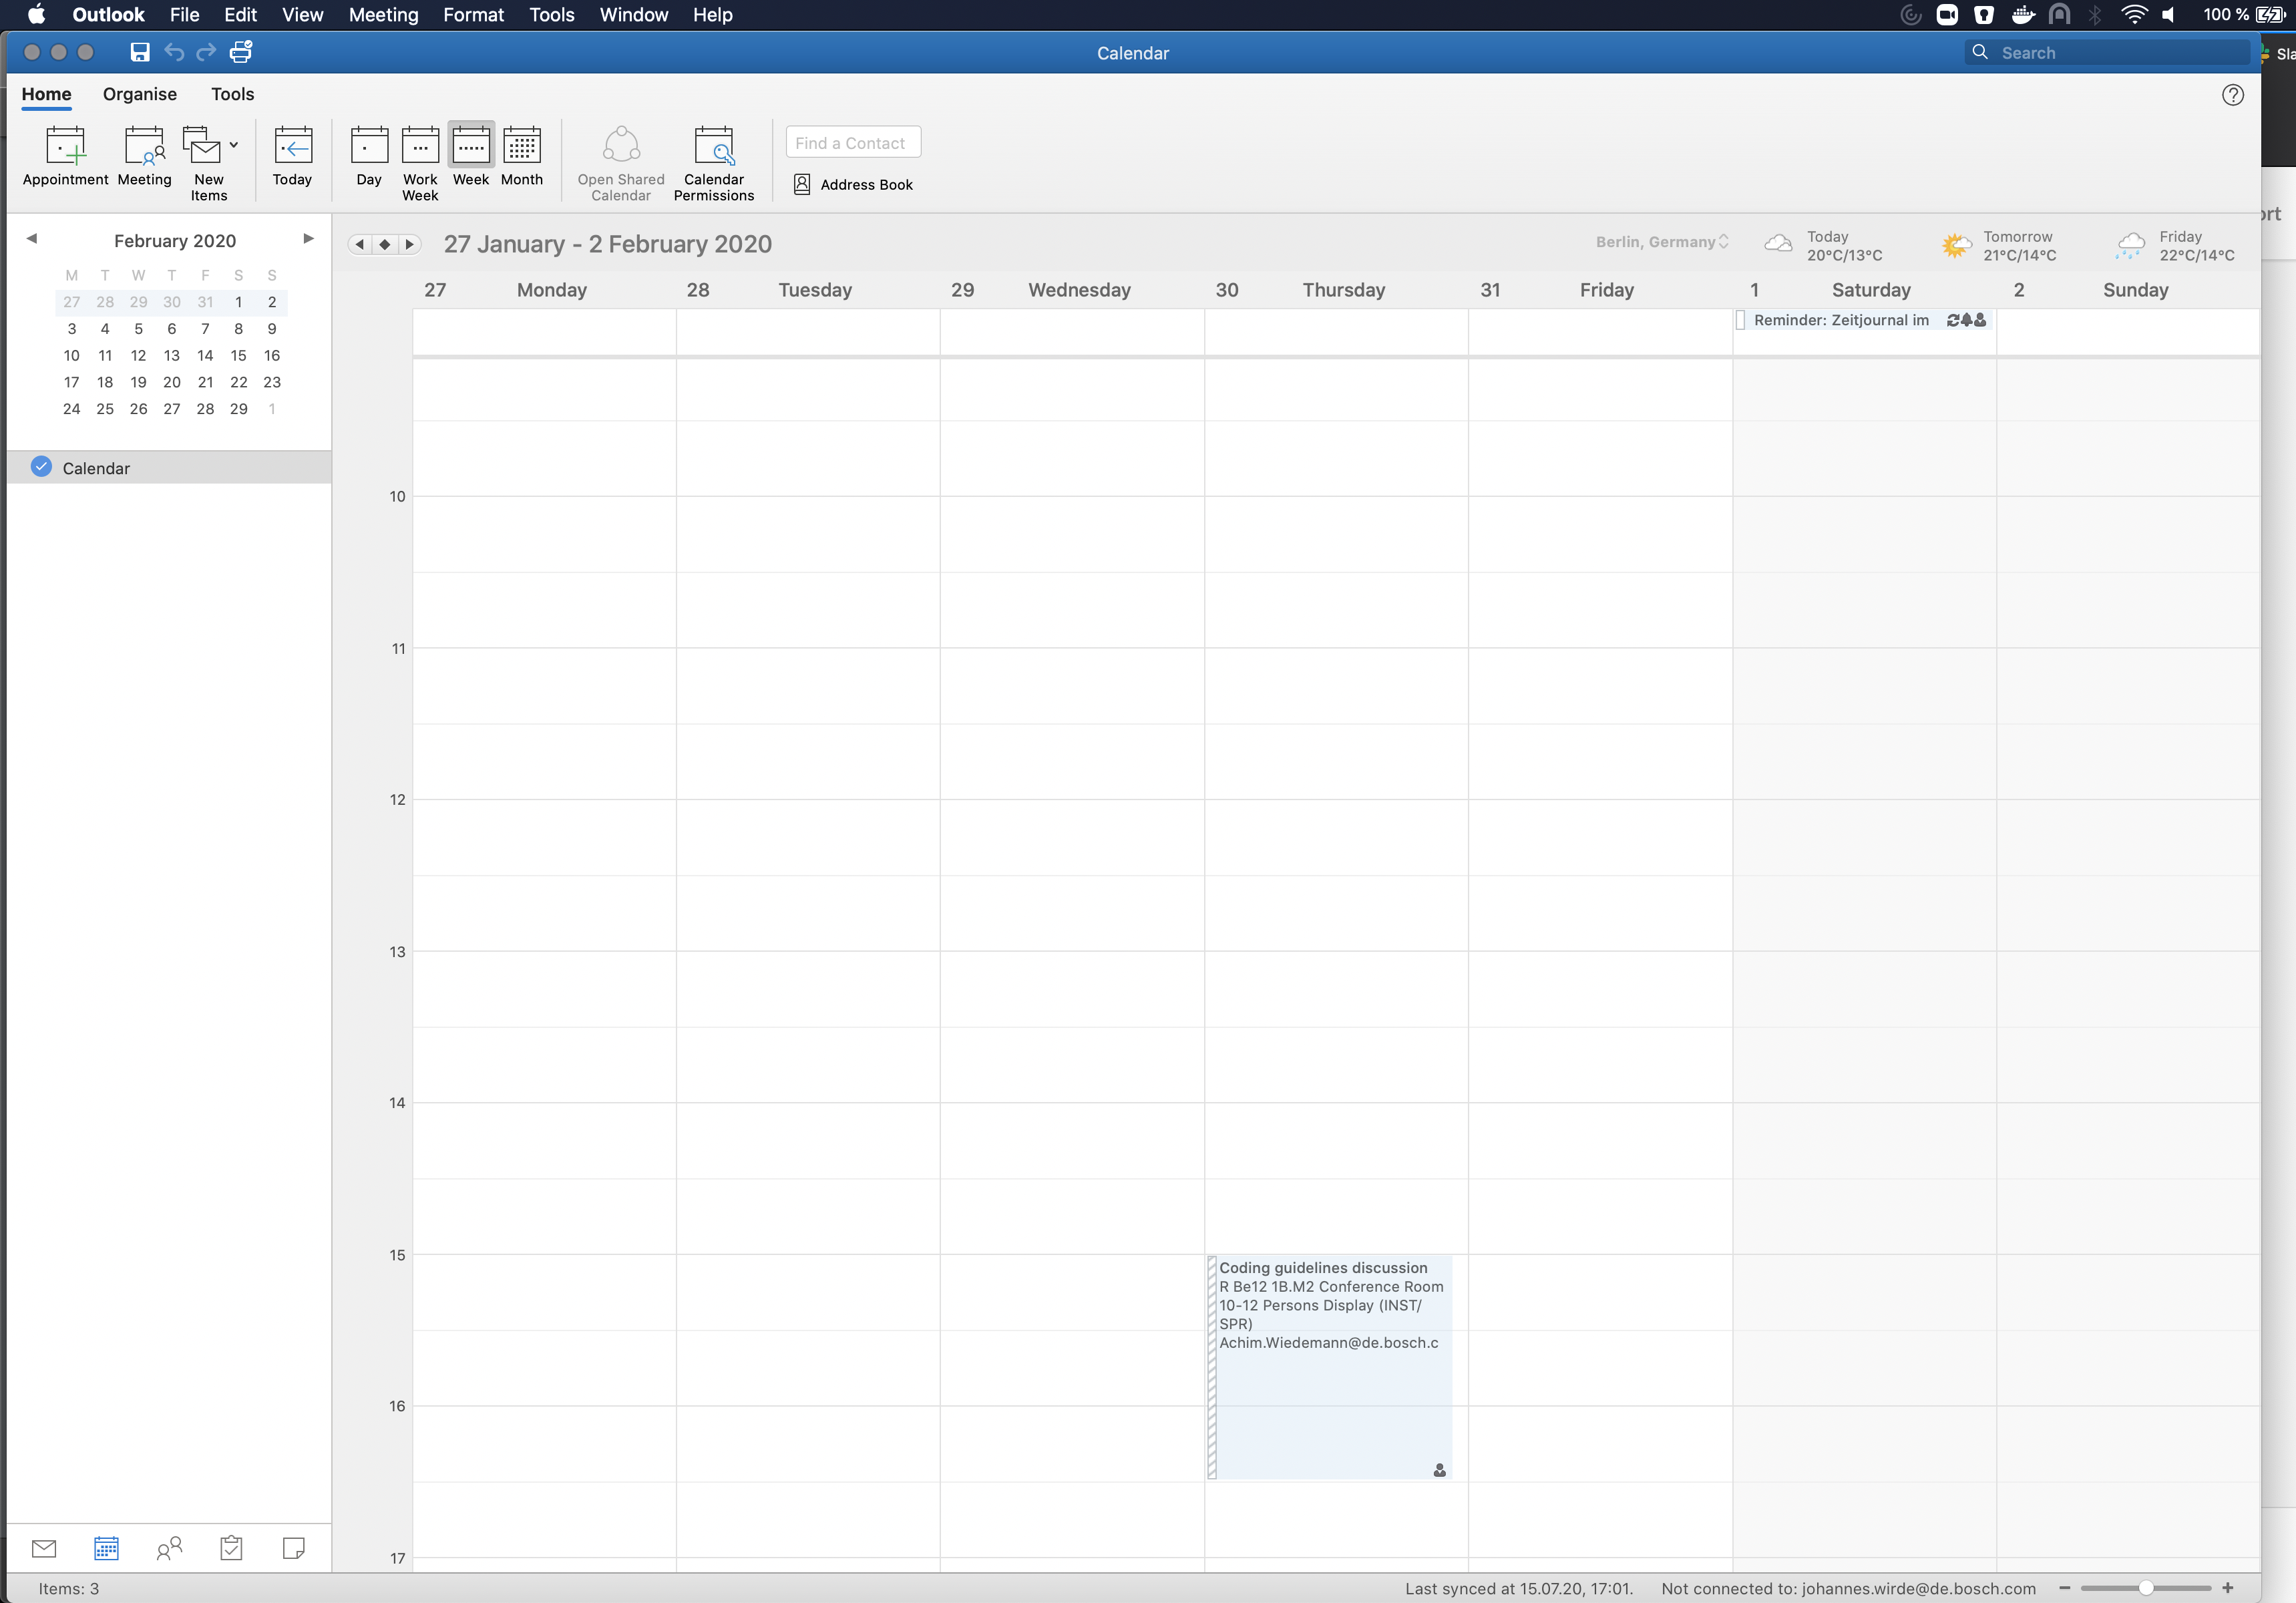 Outlook File Edit View Meeting Format Tools Window Help 100 %
Calendar
Search
Home Organise Tools
Appointment Meeting New Items Today Day Work Week Week Month Open Shared Calendar Calendar Permissions
Find a Contact
Address Book
February 2020
M T W T F S S
27 28 29 30 31 1 2
3 4 5 6 7 8 9
10 11 12 13 14 15 16
17 18 19 20 21 22 23
24 25 26 27 28 29 1
Calendar
27 January - 2 February 2020
Berlin, Germany
Today
20°C/13°C
Tomorrow
21°C/14°C
Friday
22°C/14°C
27 Monday 28 Tuesday 29 Wednesday 30 Thursday 31 Friday 1 Saturday 2 Sunday
Reminder: Zeitjournal im
10
11
12
13
14
15
Coding guidelines discussion
R Be12 1B.M2 Conference Room
10-12 Persons Display (INST/
SPR)
Achim.Wiedemann@de.bosch.c
16
17
Items: 3
Last synced at 15.07.20, 17:01. Not connected to: johannes.wirde@de.bosch.com